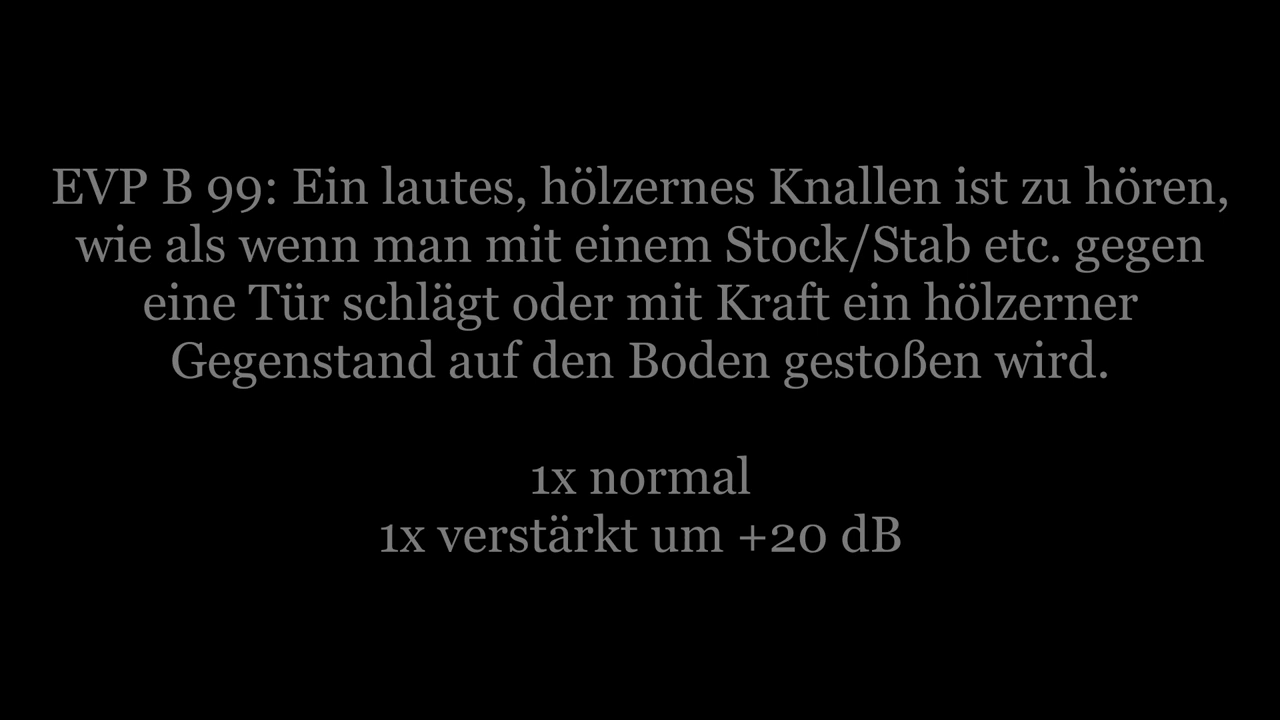 EVP B 99: Ein lautes, hölzernes Knallen ist zu hören,
wie als wenn man mit einem Stock/Stab etc. gegen
eine Tür schlägt oder mit Kraft ein hölzerner
Gegenstand auf den Boden gestoßen wird.
1x normal
1x verstärkt um +20 dB